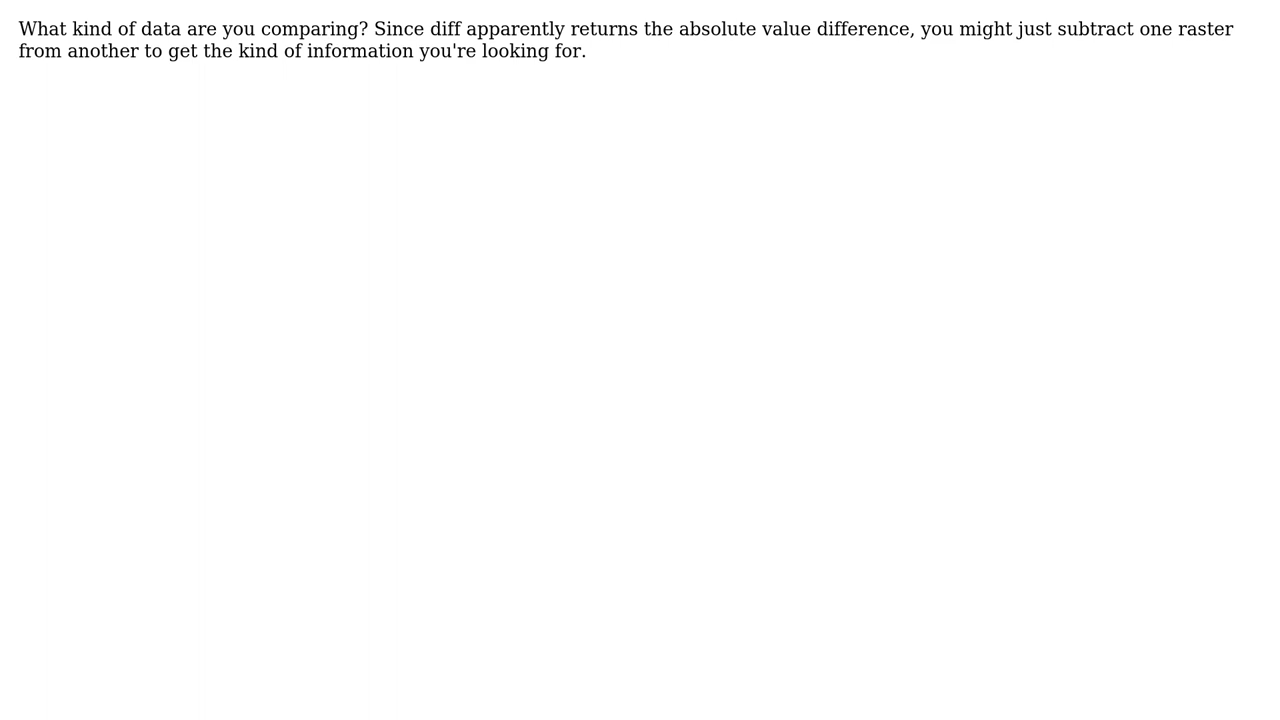 What kind of data are you comparing? Since diff apparently returns the absolute value difference, you might just subtract one raster
from another to get the kind of information you're looking for.